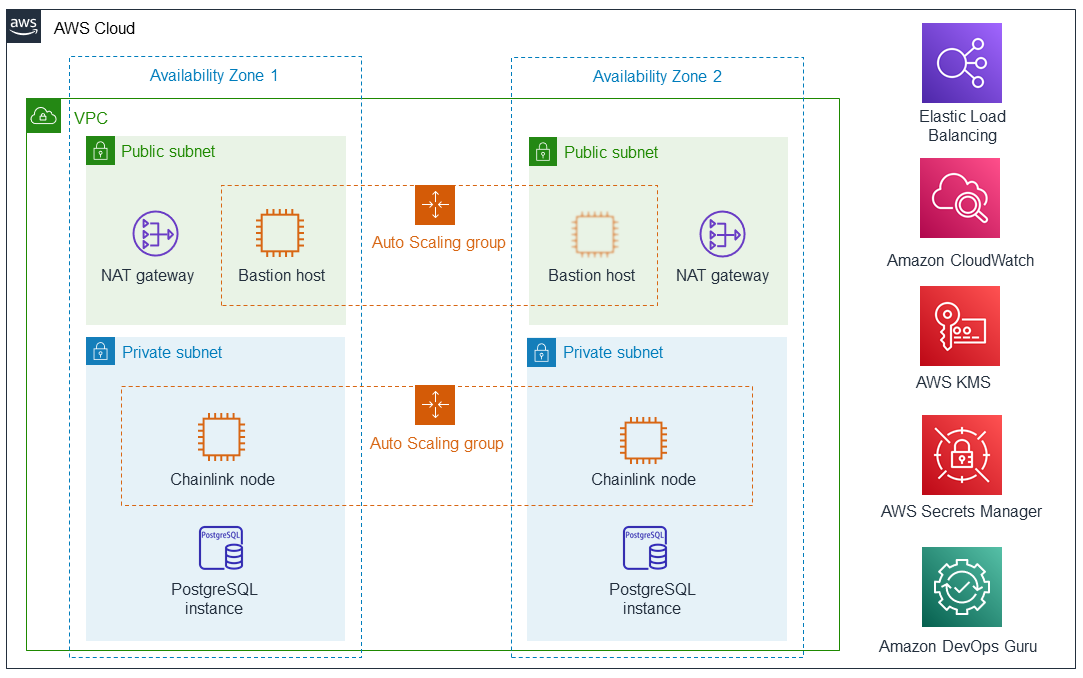 aws
AWS Cloud
Availability Zone 1
Availability Zone 2
VPC
Public subnet
Public subnet
Auto Scaling group
NAT gateway
Bastion host
Bastion host
NAT gateway
Private subnet
Private subnet
Auto Scaling group
Chainlink node
Chainlink node
PostgreSQL
PostgreSQL
PostgreSQL
instance
PostgreSQL
instance
Elastic Load
Balancing
Amazon CloudWatch
AWS KMS
AWS Secrets Manager
Amazon DevOps Guru